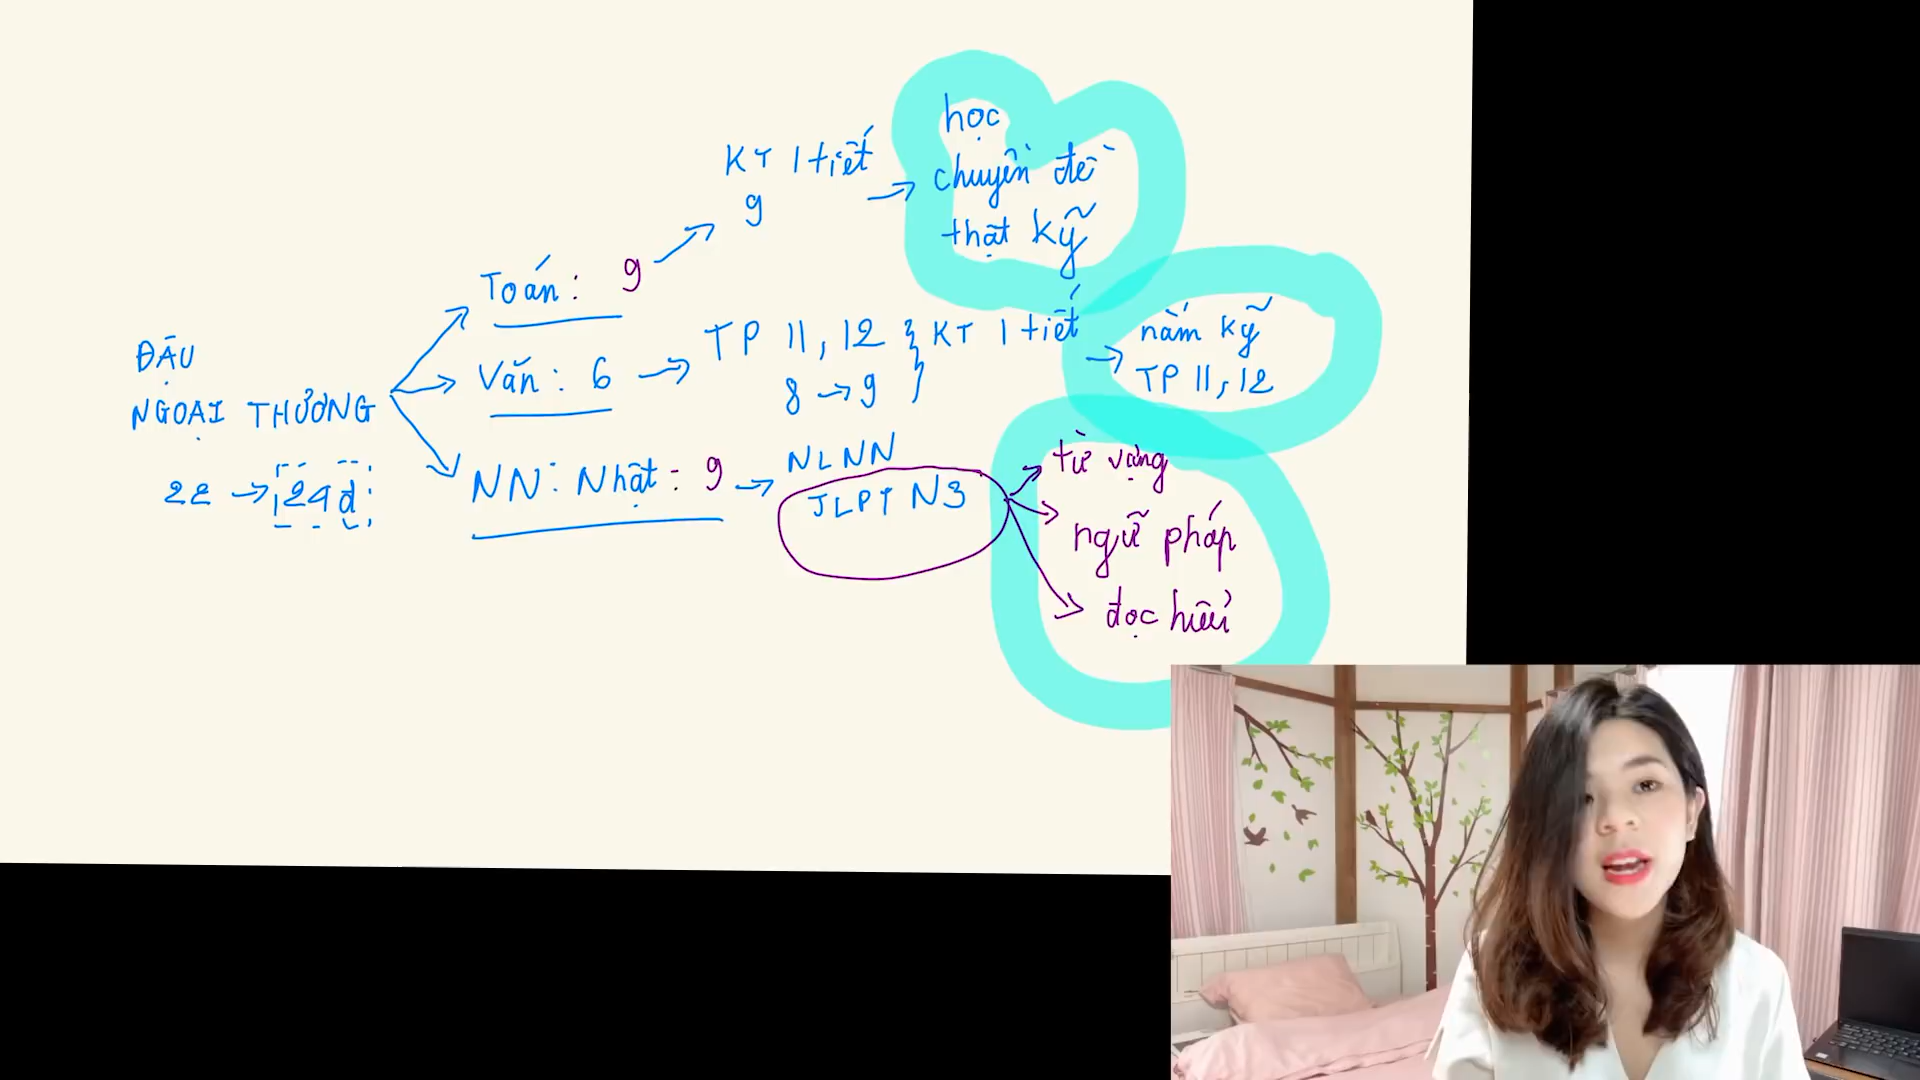 ĐẬU
NGOẠI THƯƠNG
22 → 24đ
Toán: 9
Văn: 6
NN: Nhật: 9
KT 1 tiết
9
TP 11, 12 } KT 1 tiết
8 → 9
NLNN
JLPT N3
học
chuyên đề
thật kỹ
nắm kỹ
TP 11, 12
từ vựng
ngữ pháp
đọc hiểu